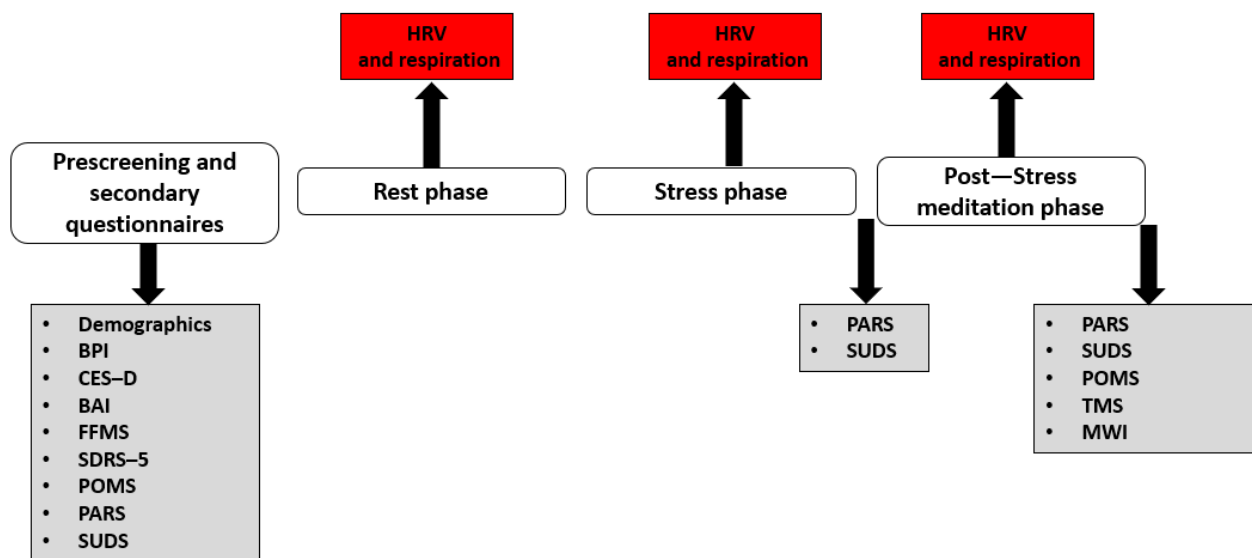 HRV
and respiration
HRV
and respiration
HRV
and respiration
Prescreening and
secondary
questionnaires
Rest phase
Stress phase
Post—Stress
meditation phase
• Demographics
• BPI
• CES–D
• BAI
• FFMS
• SDRS–5
• POMS
• PARS
• SUDS
• PARS
• SUDS
• PARS
• SUDS
• POMS
• TMS
• MWI